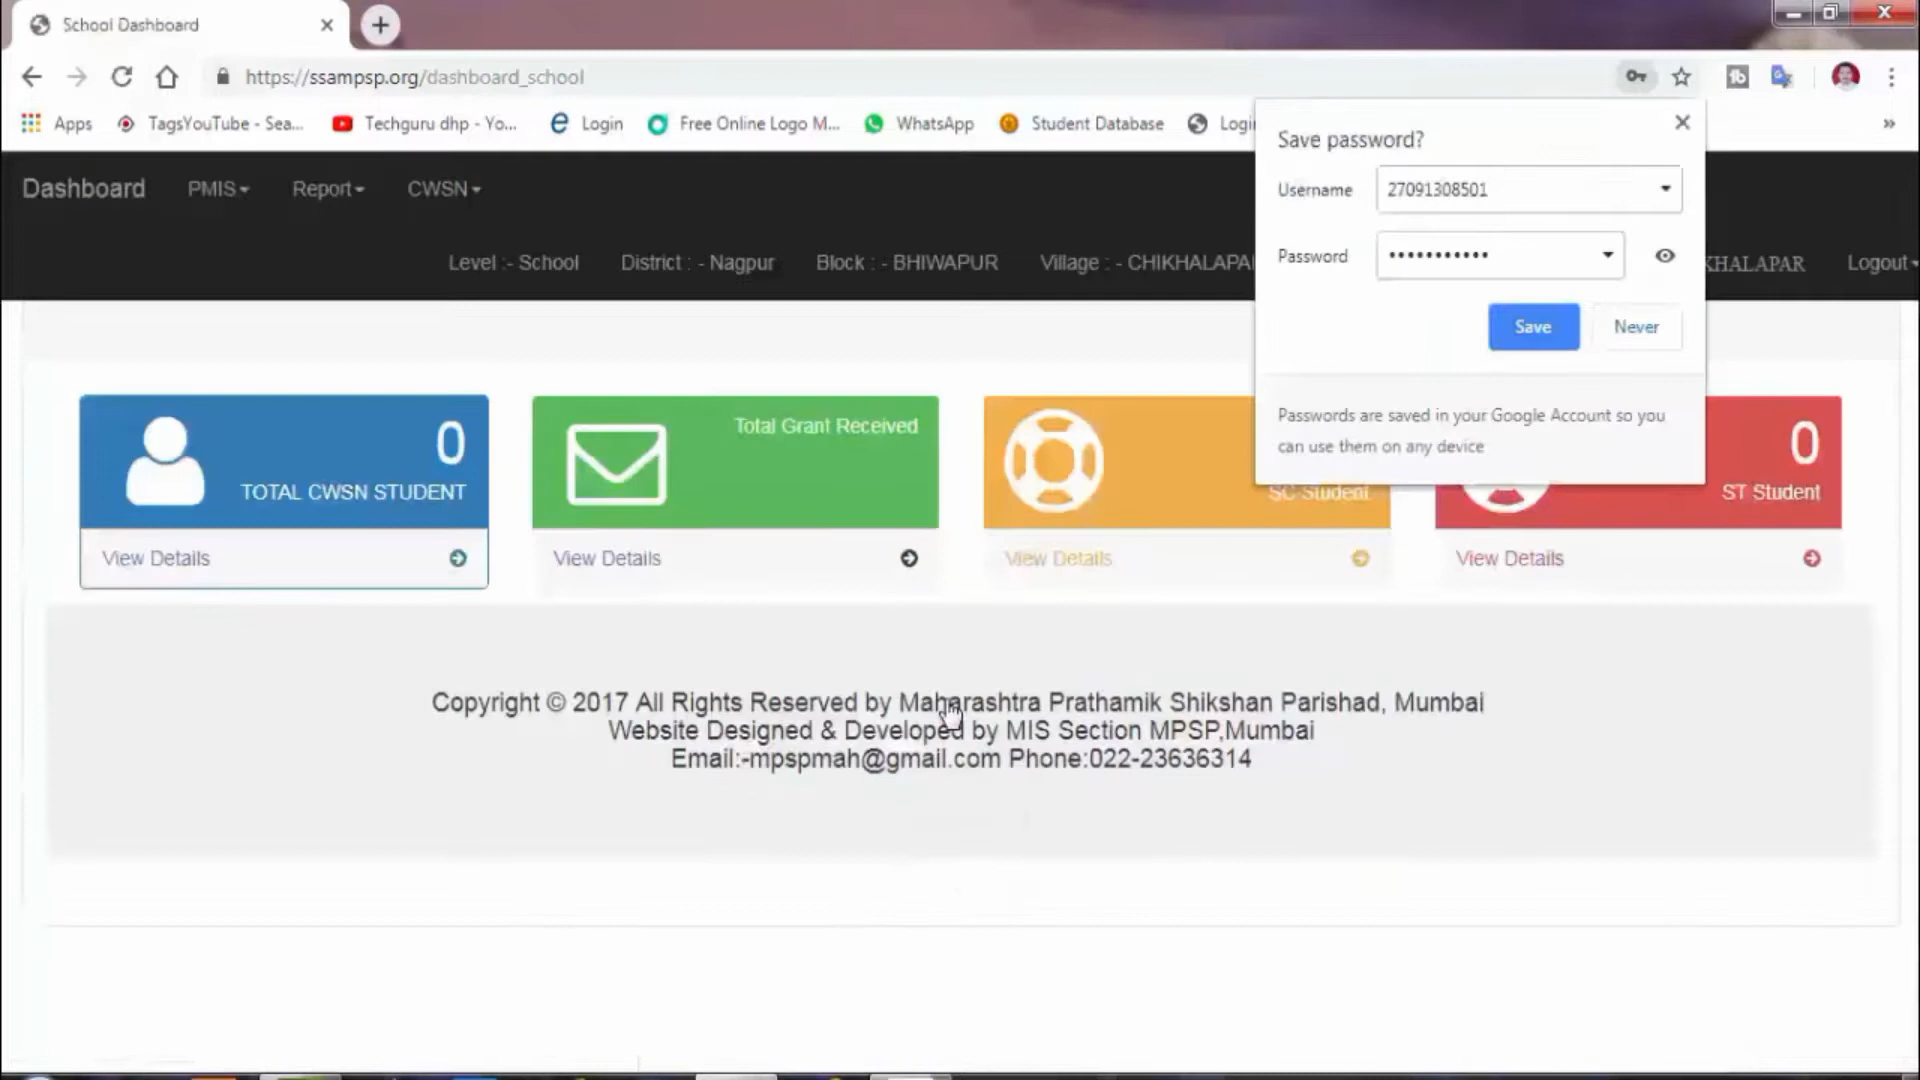 School Dashboard
https://ssampsp.org/dashboard_school
Apps TagsYouTube - Sea... Techguru dhp - Yo... Login Free Online Logo M... WhatsApp Student Database Login »
Save password?
Username 27091308501
Password •••••••••••
Save Never
Passwords are saved in your Google Account so you
can use them on any device
Dashboard PMIS Report CWSN
Level :- School District : - Nagpur Block : - BHIWAPUR Village : - CHIKHALAPAR KHALAPAR Logout
0
TOTAL CWSN STUDENT
View Details
Total Grant Received
View Details
SC Student
View Details
0
ST Student
View Details
Copyright © 2017 All Rights Reserved by Maharashtra Prathamik Shikshan Parishad, Mumbai
Website Designed & Developed by MIS Section MPSP,Mumbai
Email:-mpspmah@gmail.com Phone:022-23636314